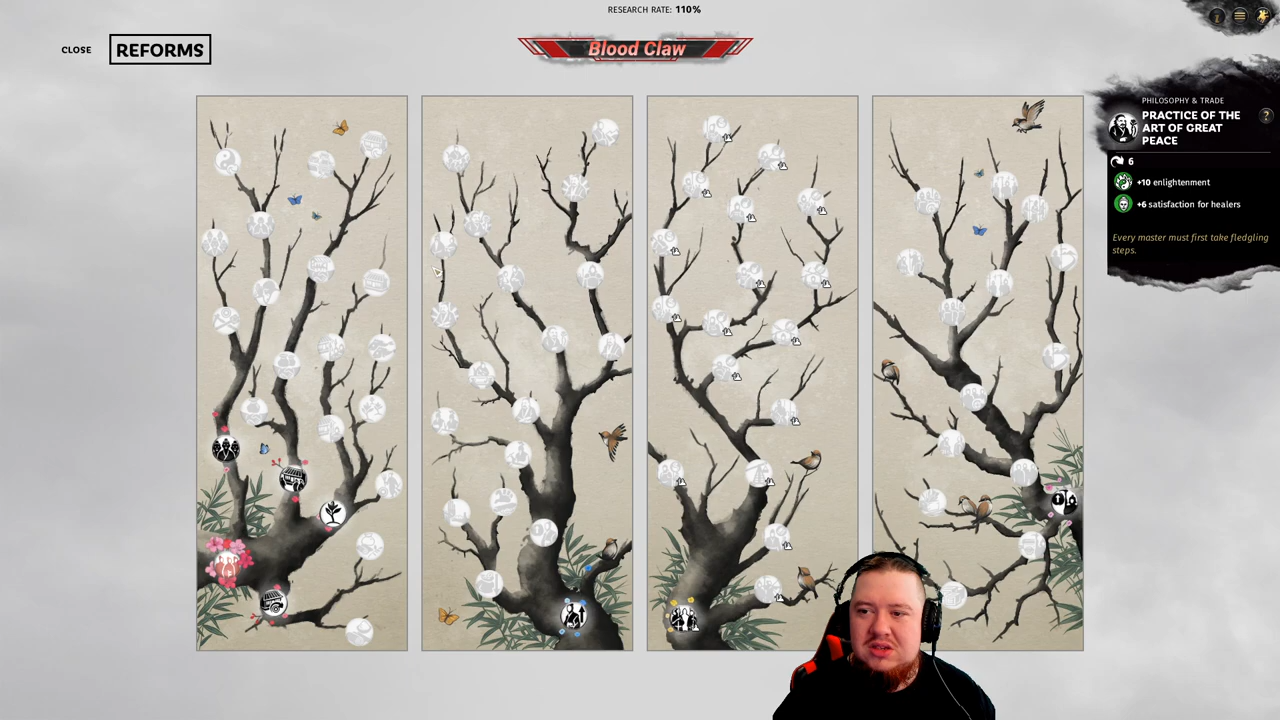 RESEARCH RATE: 110%
CLOSE
REFORMS
Blood Claw
PHILOSOPHY & TRADE
PRACTICE OF THE
ART OF GREAT
PEACE
?
6
+10 enlightenment
+6 satisfaction for healers
Every master must first take fledgling
steps.